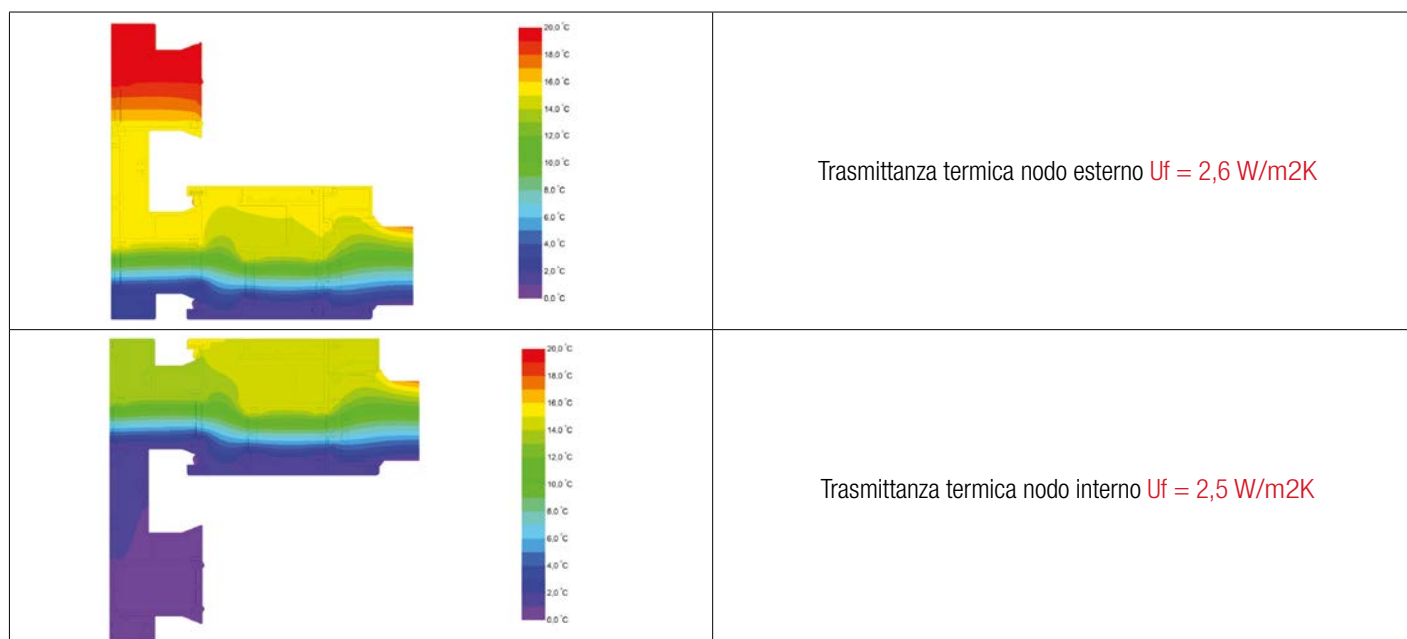 20,0 °C
18,0 °C
16,0 °C
14,0 °C
12,0 °C
10,0 °C
8,0 °C
6,0 °C
4,0 °C
2,0 °C
0,0 °C
Trasmittanza termica nodo esterno Uf = 2,6 W/m2K
20,0 °C
18,0 °C
16,0 °C
14,0 °C
12,0 °C
10,0 °C
8,0 °C
6,0 °C
4,0 °C
2,0 °C
0,0 °C
Trasmittanza termica nodo interno Uf = 2,5 W/m2K